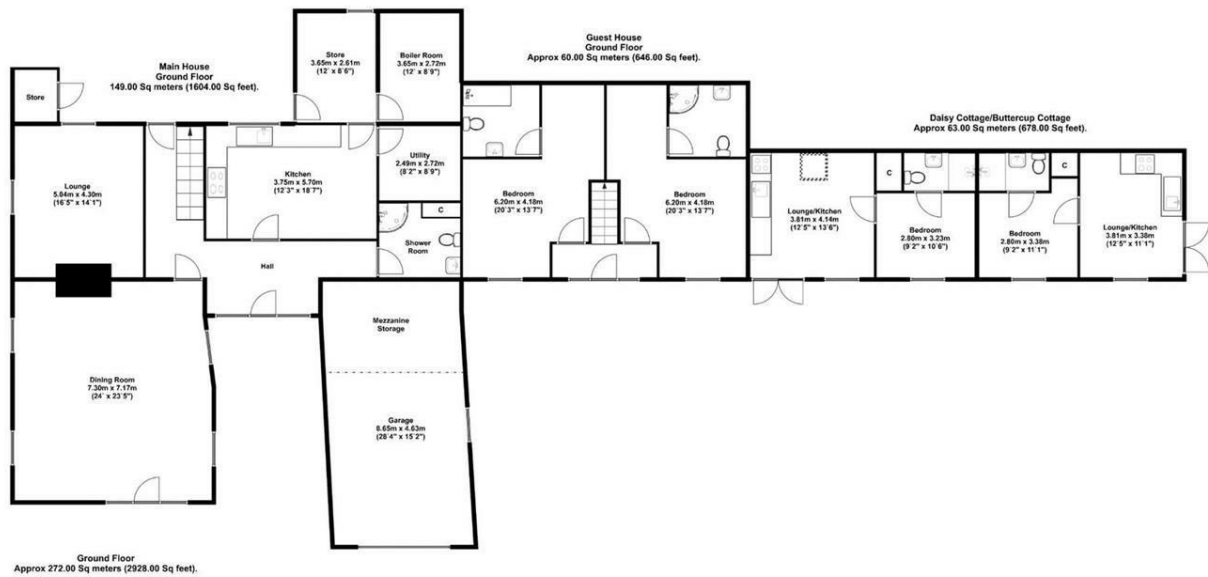 Main House
Ground Floor
149.00 Sq meters (1604.00 Sq feet).
Store
Store
3.65m x 2.61m
(12' x 8'6")
Boiler Room
3.65m x 2.72m
(12' x 8'9")
Guest House
Ground Floor
Approx 60.00 Sq meters (646.00 Sq feet).
Daisy Cottage/Buttercup Cottage
Approx 63.00 Sq meters (678.00 Sq feet).
Lounge
5.04m x 4.30m
(16'5" x 14'1")
Kitchen
3.75m x 5.70m
(12'3" x 18'7")
Utility
2.49m x 2.72m
(8'2" x 8'9")
C
Shower
Room
Hall
Bedroom
6.20m x 4.18m
(20'3" x 13'7")
Bedroom
6.20m x 4.18m
(20'3" x 13'7")
Lounge/Kitchen
3.81m x 4.14m
(12'5" x 13'6")
C
Bedroom
2.80m x 3.23m
(9'2" x 10'6")
C
Bedroom
2.80m x 3.38m
(9'2" x 11'1")
Lounge/Kitchen
3.81m x 3.38m
(12'5" x 11'1")
Mezzanine
Storage
Dining Room
7.30m x 7.17m
(24' x 23'5")
Garage
8.65m x 4.63m
(28'4" x 15'2")
Ground Floor
Approx 272.00 Sq meters (2928.00 Sq feet).